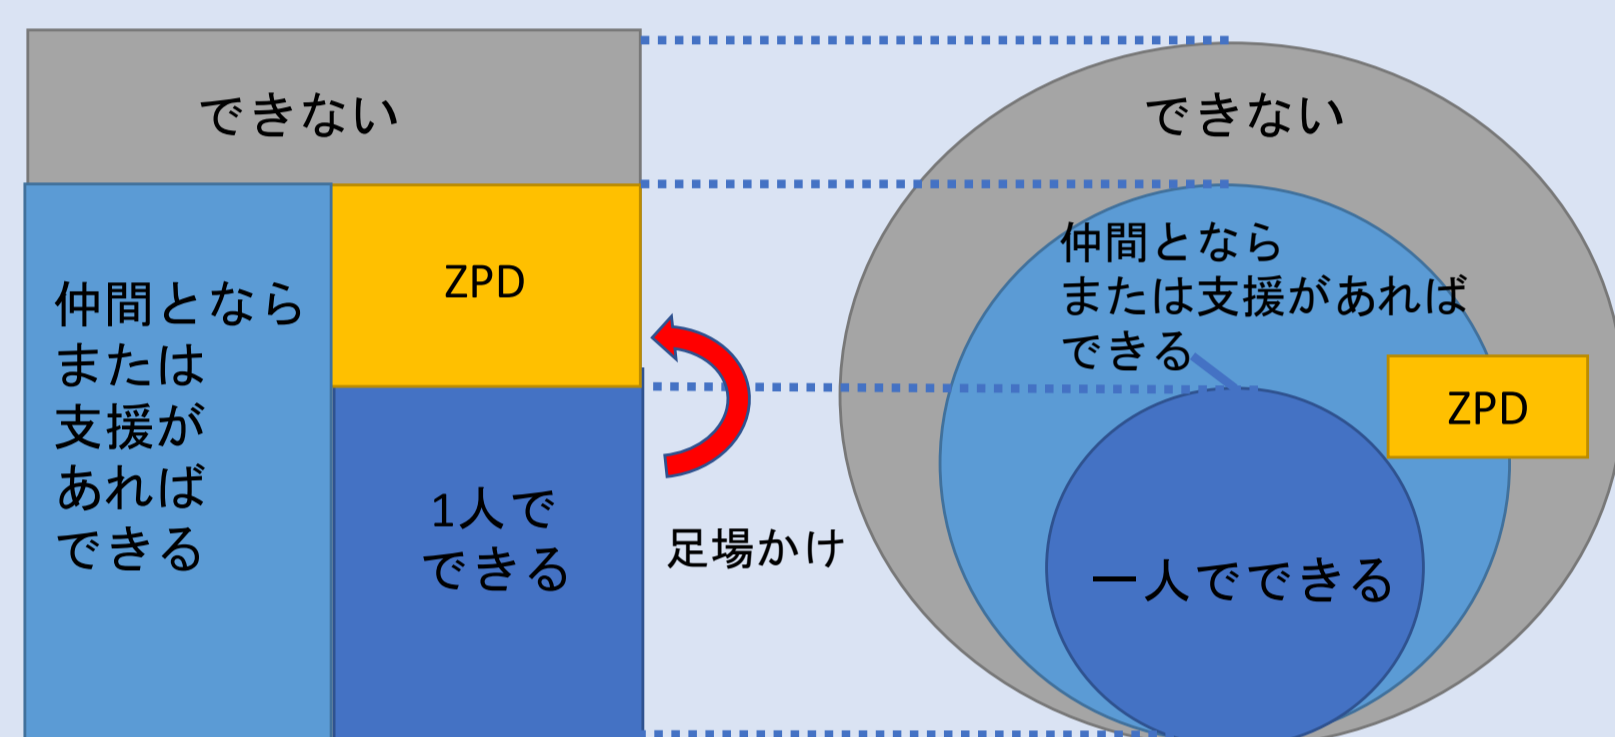 できない
仲間となら
または
支援が
あれば
できる
ZPD
1人で
できる
足場かけ
できない
仲間となら
または支援があれば
できる
ZPD
一人でできる